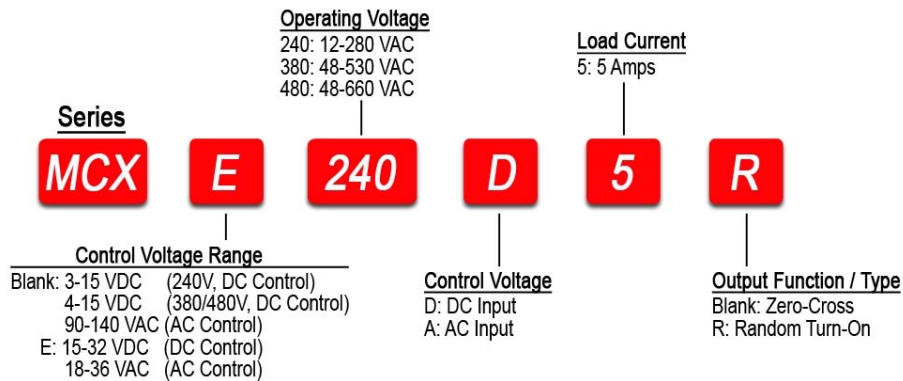 Operating Voltage
240: 12-280 VAC
380: 48-530 VAC
480: 48-660 VAC
Load Current
5: 5 Amps
Series
MCX E 240 D 5 R
Control Voltage Range
Blank: 3-15 VDC (240V, DC Control)
4-15 VDC (380/480V, DC Control)
90-140 VAC (AC Control)
E: 15-32 VDC (DC Control)
18-36 VAC (AC Control)
Control Voltage
D: DC Input
A: AC Input
Output Function / Type
Blank: Zero-Cross
R: Random Turn-On